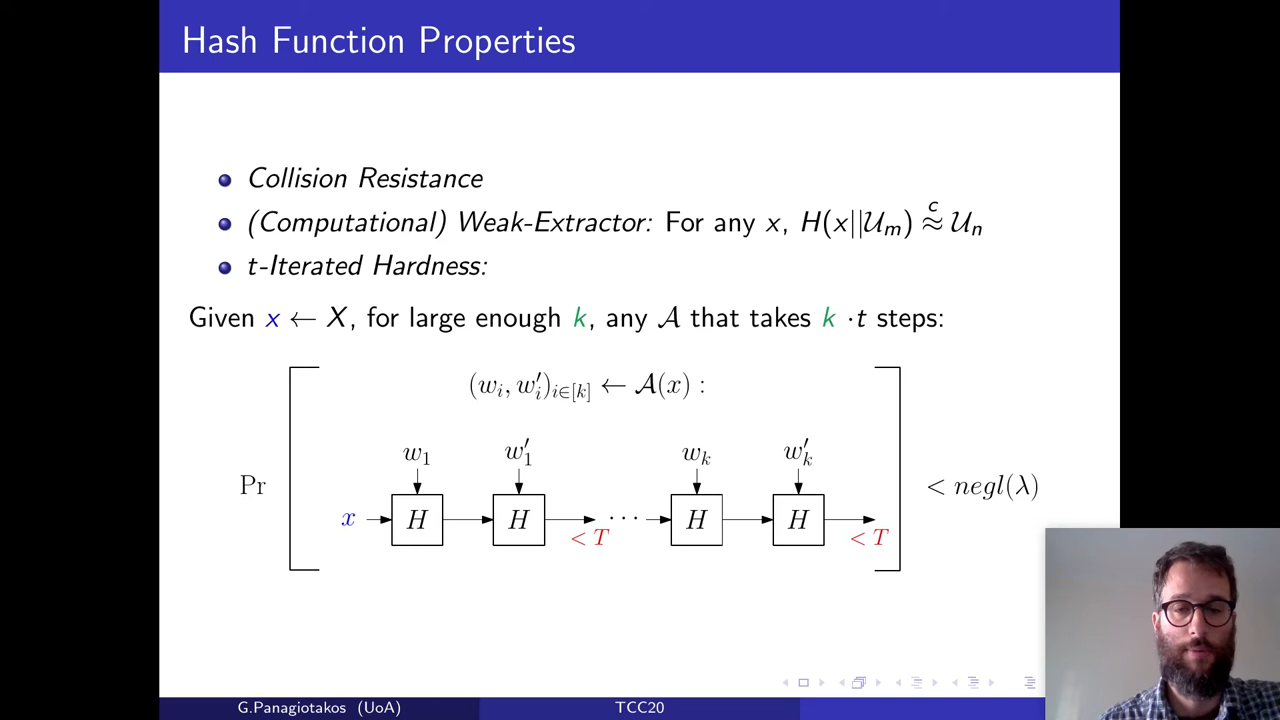 Hash Function Properties
Collision Resistance
(Computational) Weak-Extractor: For any x, H(x||𝒰ₘ) ≈ᶜ 𝒰ₙ
t-Iterated Hardness:
Given x ← X, for large enough k, any 𝒜 that takes k · t steps:
(wᵢ, w′ᵢ)ᵢ∈[k] ← 𝒜(x) :
w₁ w′₁ wₖ w′ₖ
Pr x H H ··· H H < negl(λ)
< T < T
G.Panagiotakos (UoA) TCC20